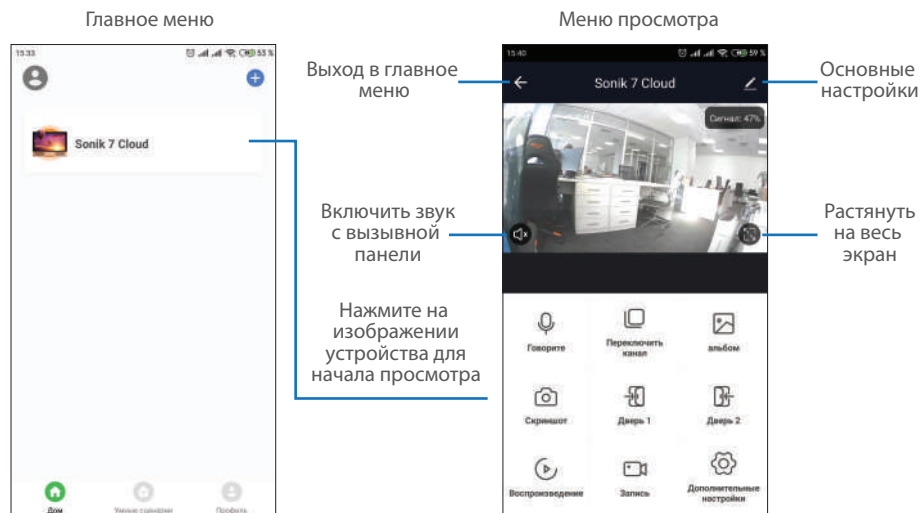 Главное меню
Меню просмотра
15:33
53 %
Sonik 7 Cloud
Дом
Умные сценарии
Профиль
Выход в главное
меню
Включить звук
с вызывной
панели
Нажмите на
изображении
устройства для
начала просмотра
15:40
59 %
Sonik 7 Cloud
Сигнал: 47%
Говорите
Переключить
канал
альбом
Скриншот
Дверь 1
Дверь 2
Воспроизведение
Запись
Дополнительные
настройки
Основные
настройки
Растянуть
на весь
экран